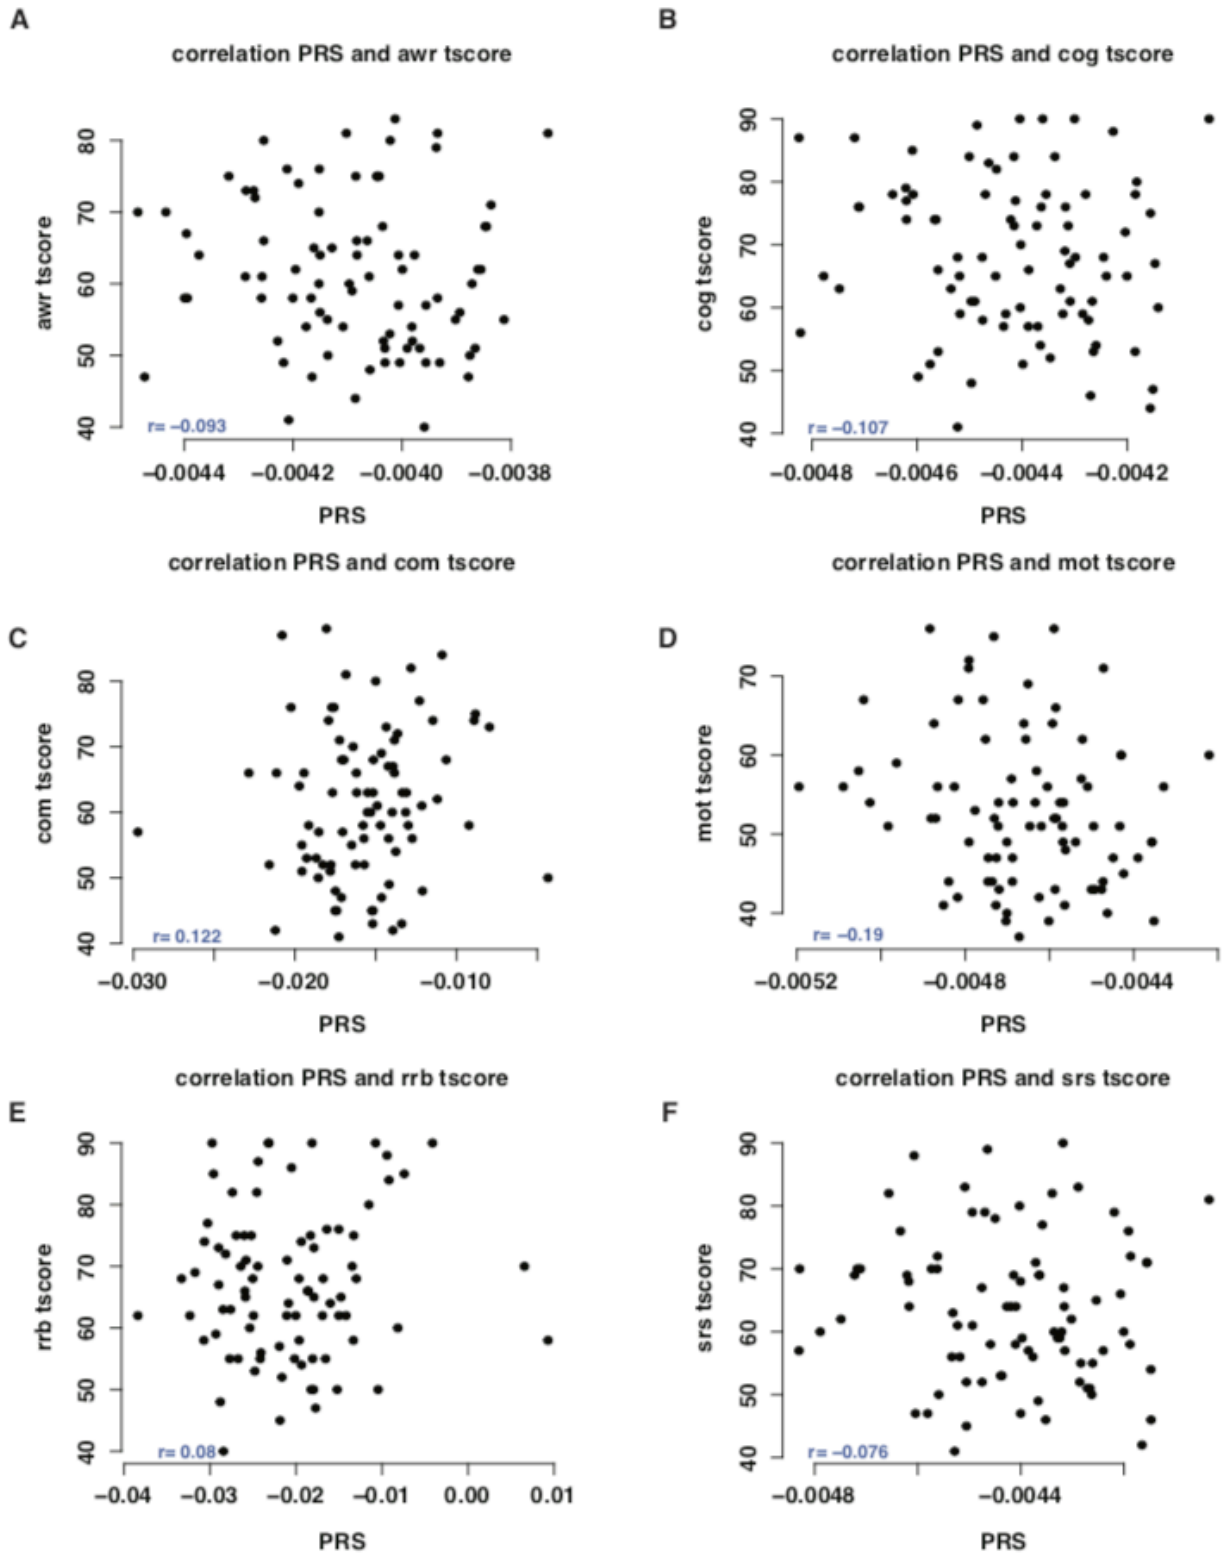 A
B
correlation PRS and awr tscore
correlation PRS and cog tscore
awr tscore
40 50 60 70 80
r= −0.093
−0.0044 −0.0042 −0.0040 −0.0038
PRS
cog tscore
40 50 60 70 80 90
r= −0.107
−0.0048 −0.0046 −0.0044 −0.0042
PRS
correlation PRS and com tscore
correlation PRS and mot tscore
C
D
com tscore
40 50 60 70 80
r= 0.122
−0.030 −0.020 −0.010
PRS
mot tscore
40 50 60 70
r= −0.19
−0.0052 −0.0048 −0.0044
PRS
correlation PRS and rrb tscore
correlation PRS and srs tscore
E
F
rrb tscore
40 50 60 70 80 90
r= 0.08
−0.04 −0.03 −0.02 −0.01 0.00 0.01
PRS
srs tscore
40 50 60 70 80 90
r= −0.076
−0.0048 −0.0044
PRS